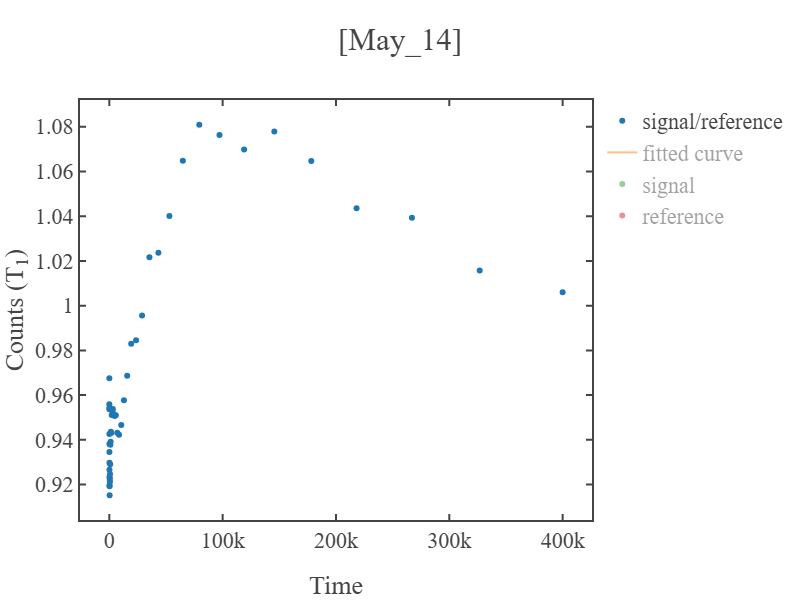 [May_14]
signal/reference
fitted curve
signal
reference
Counts (T1)
1.08
1.06
1.04
1.02
1
0.98
0.96
0.94
0.92
0
100k
200k
300k
400k
Time